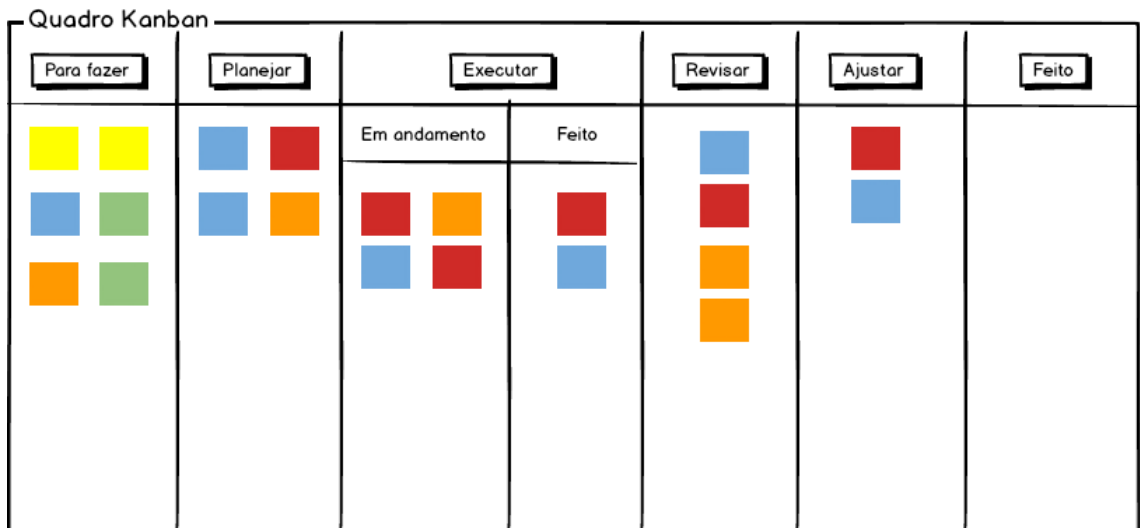 Quadro Kanban
Para fazer
Planejar
Executar
Revisar
Ajustar
Feito
Em andamento
Feito